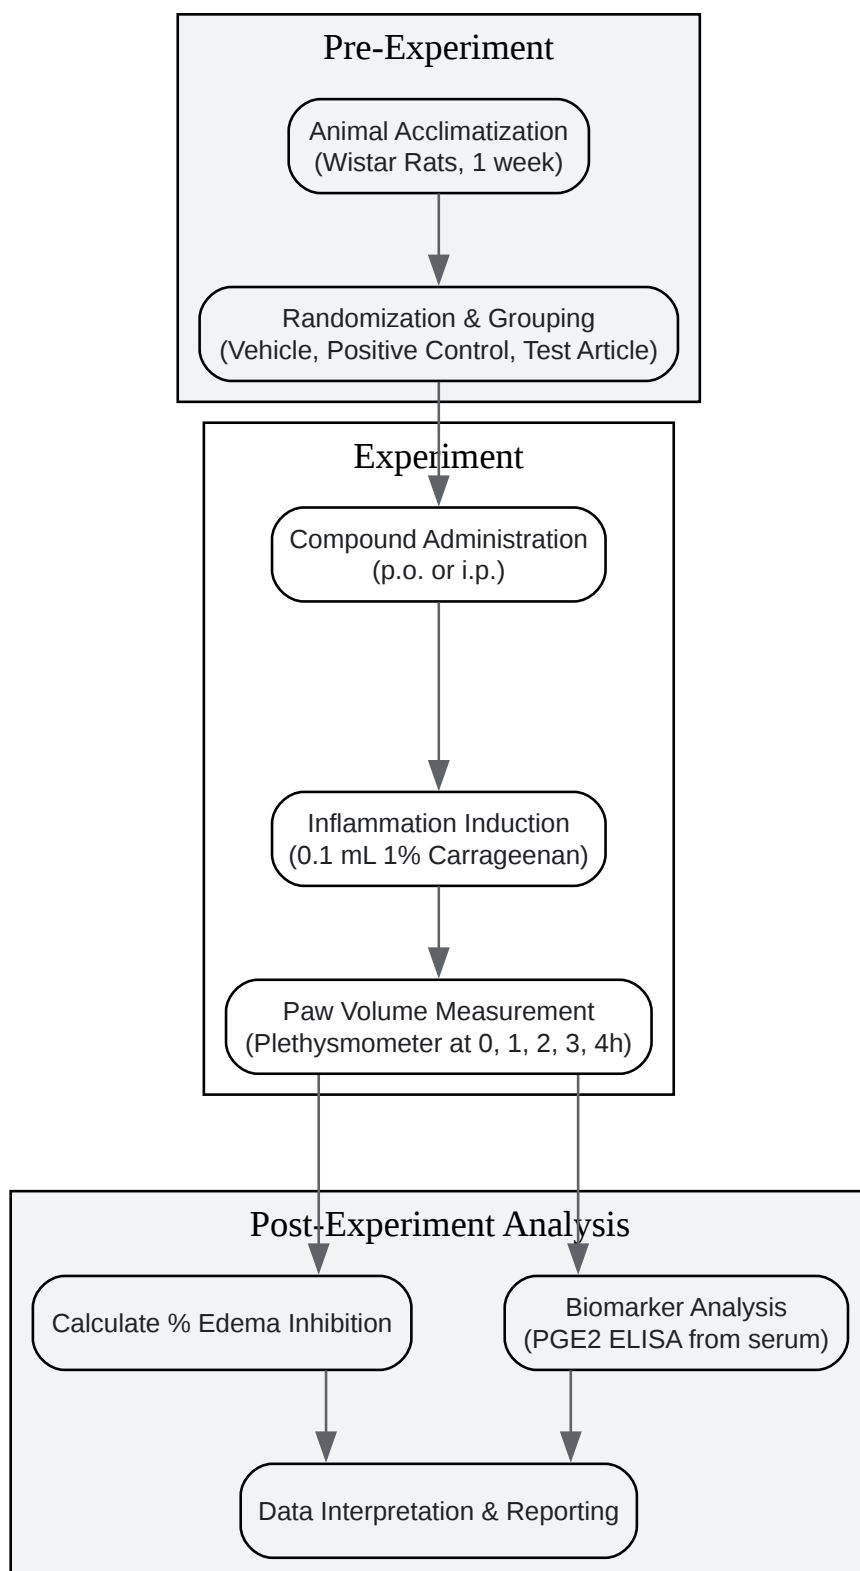 Pre-Experiment
Animal Acclimatization
(Wistar Rats, 1 week)
Randomization & Grouping
(Vehicle, Positive Control, Test Article)
Experiment
Compound Administration
(p.o. or i.p.)
Inflammation Induction
(0.1 mL 1% Carrageenan)
Paw Volume Measurement
(Plethysmometer at 0, 1, 2, 3, 4h)
Post-Experiment Analysis
Calculate % Edema Inhibition
Biomarker Analysis
(PGE2 ELISA from serum)
Data Interpretation & Reporting